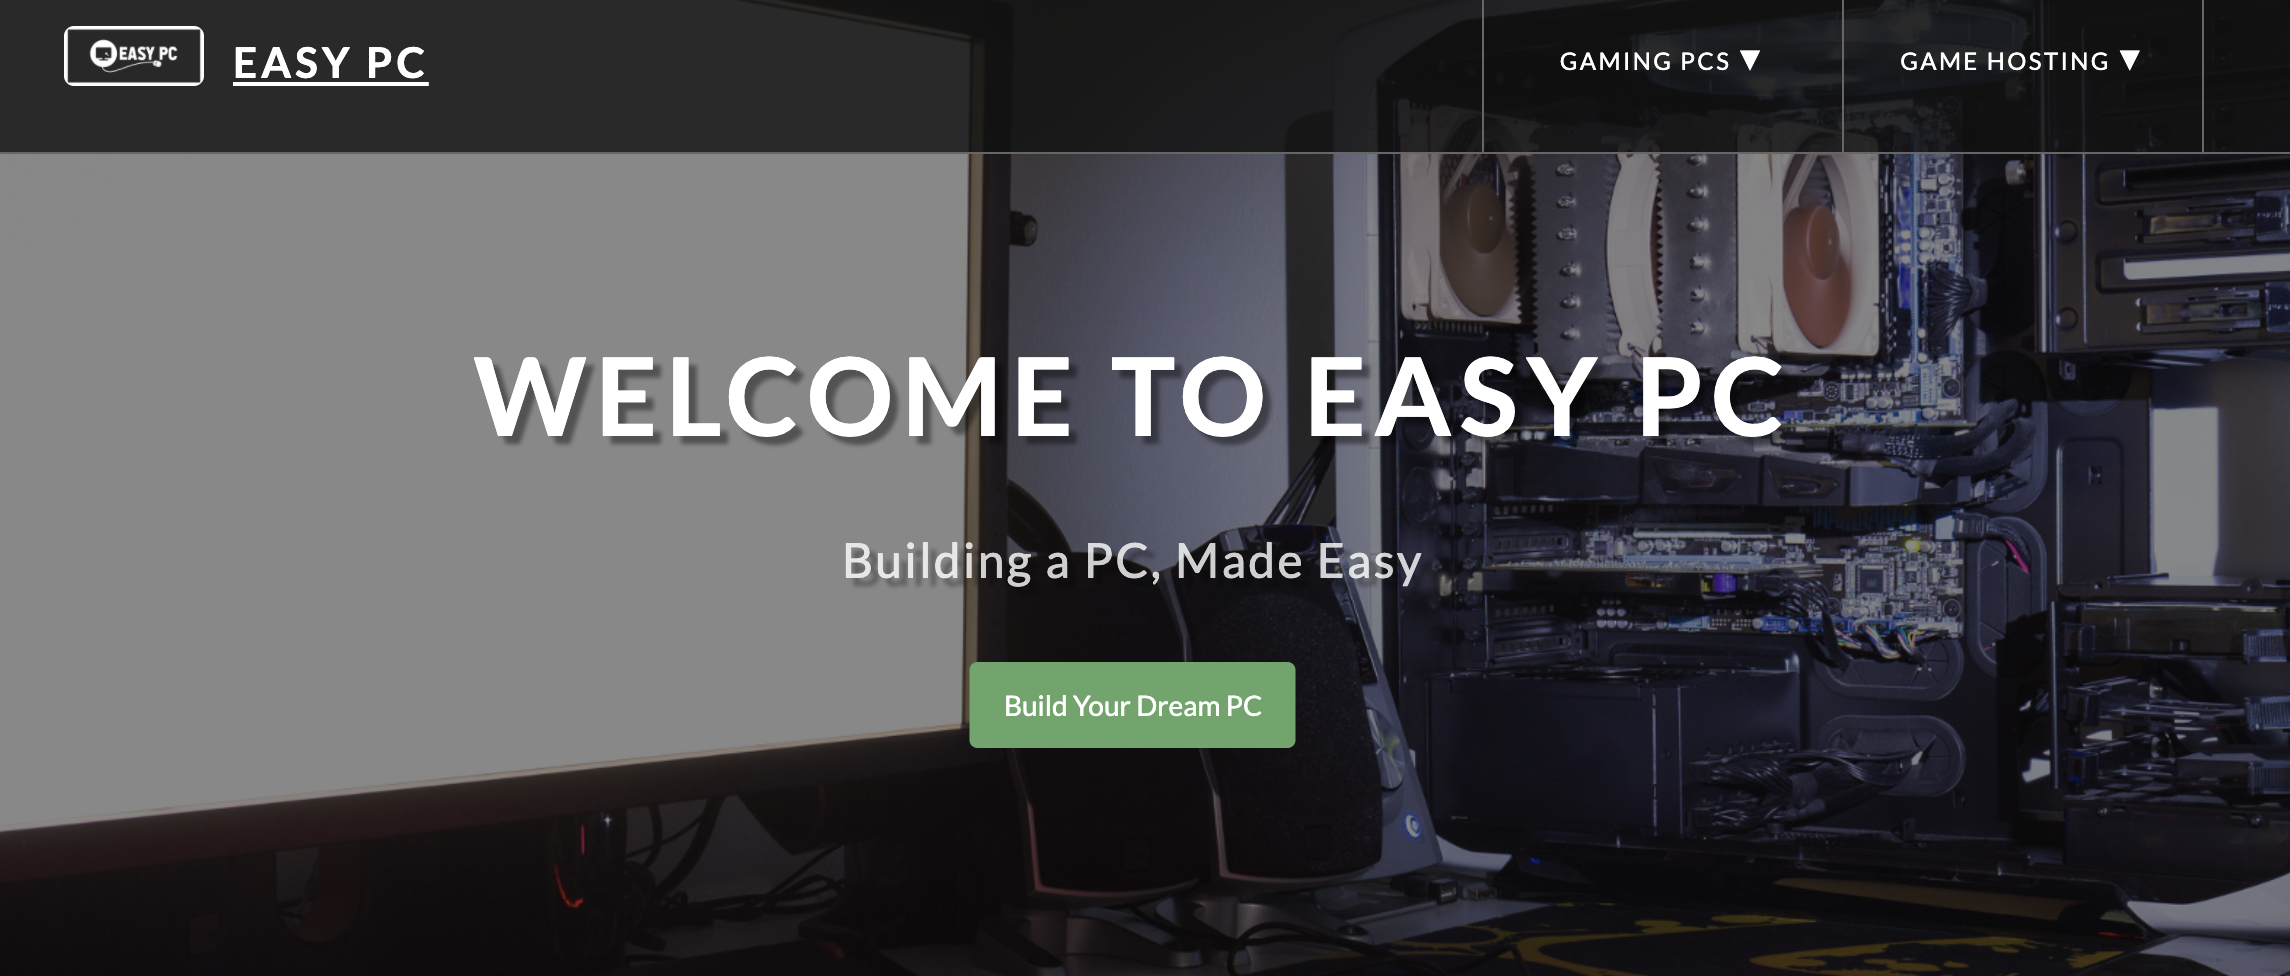 EASY PC
EASY PC
GAMING PCS ▼
GAME HOSTING ▼
WELCOME TO EASY PC
Building a PC, Made Easy
Build Your Dream PC